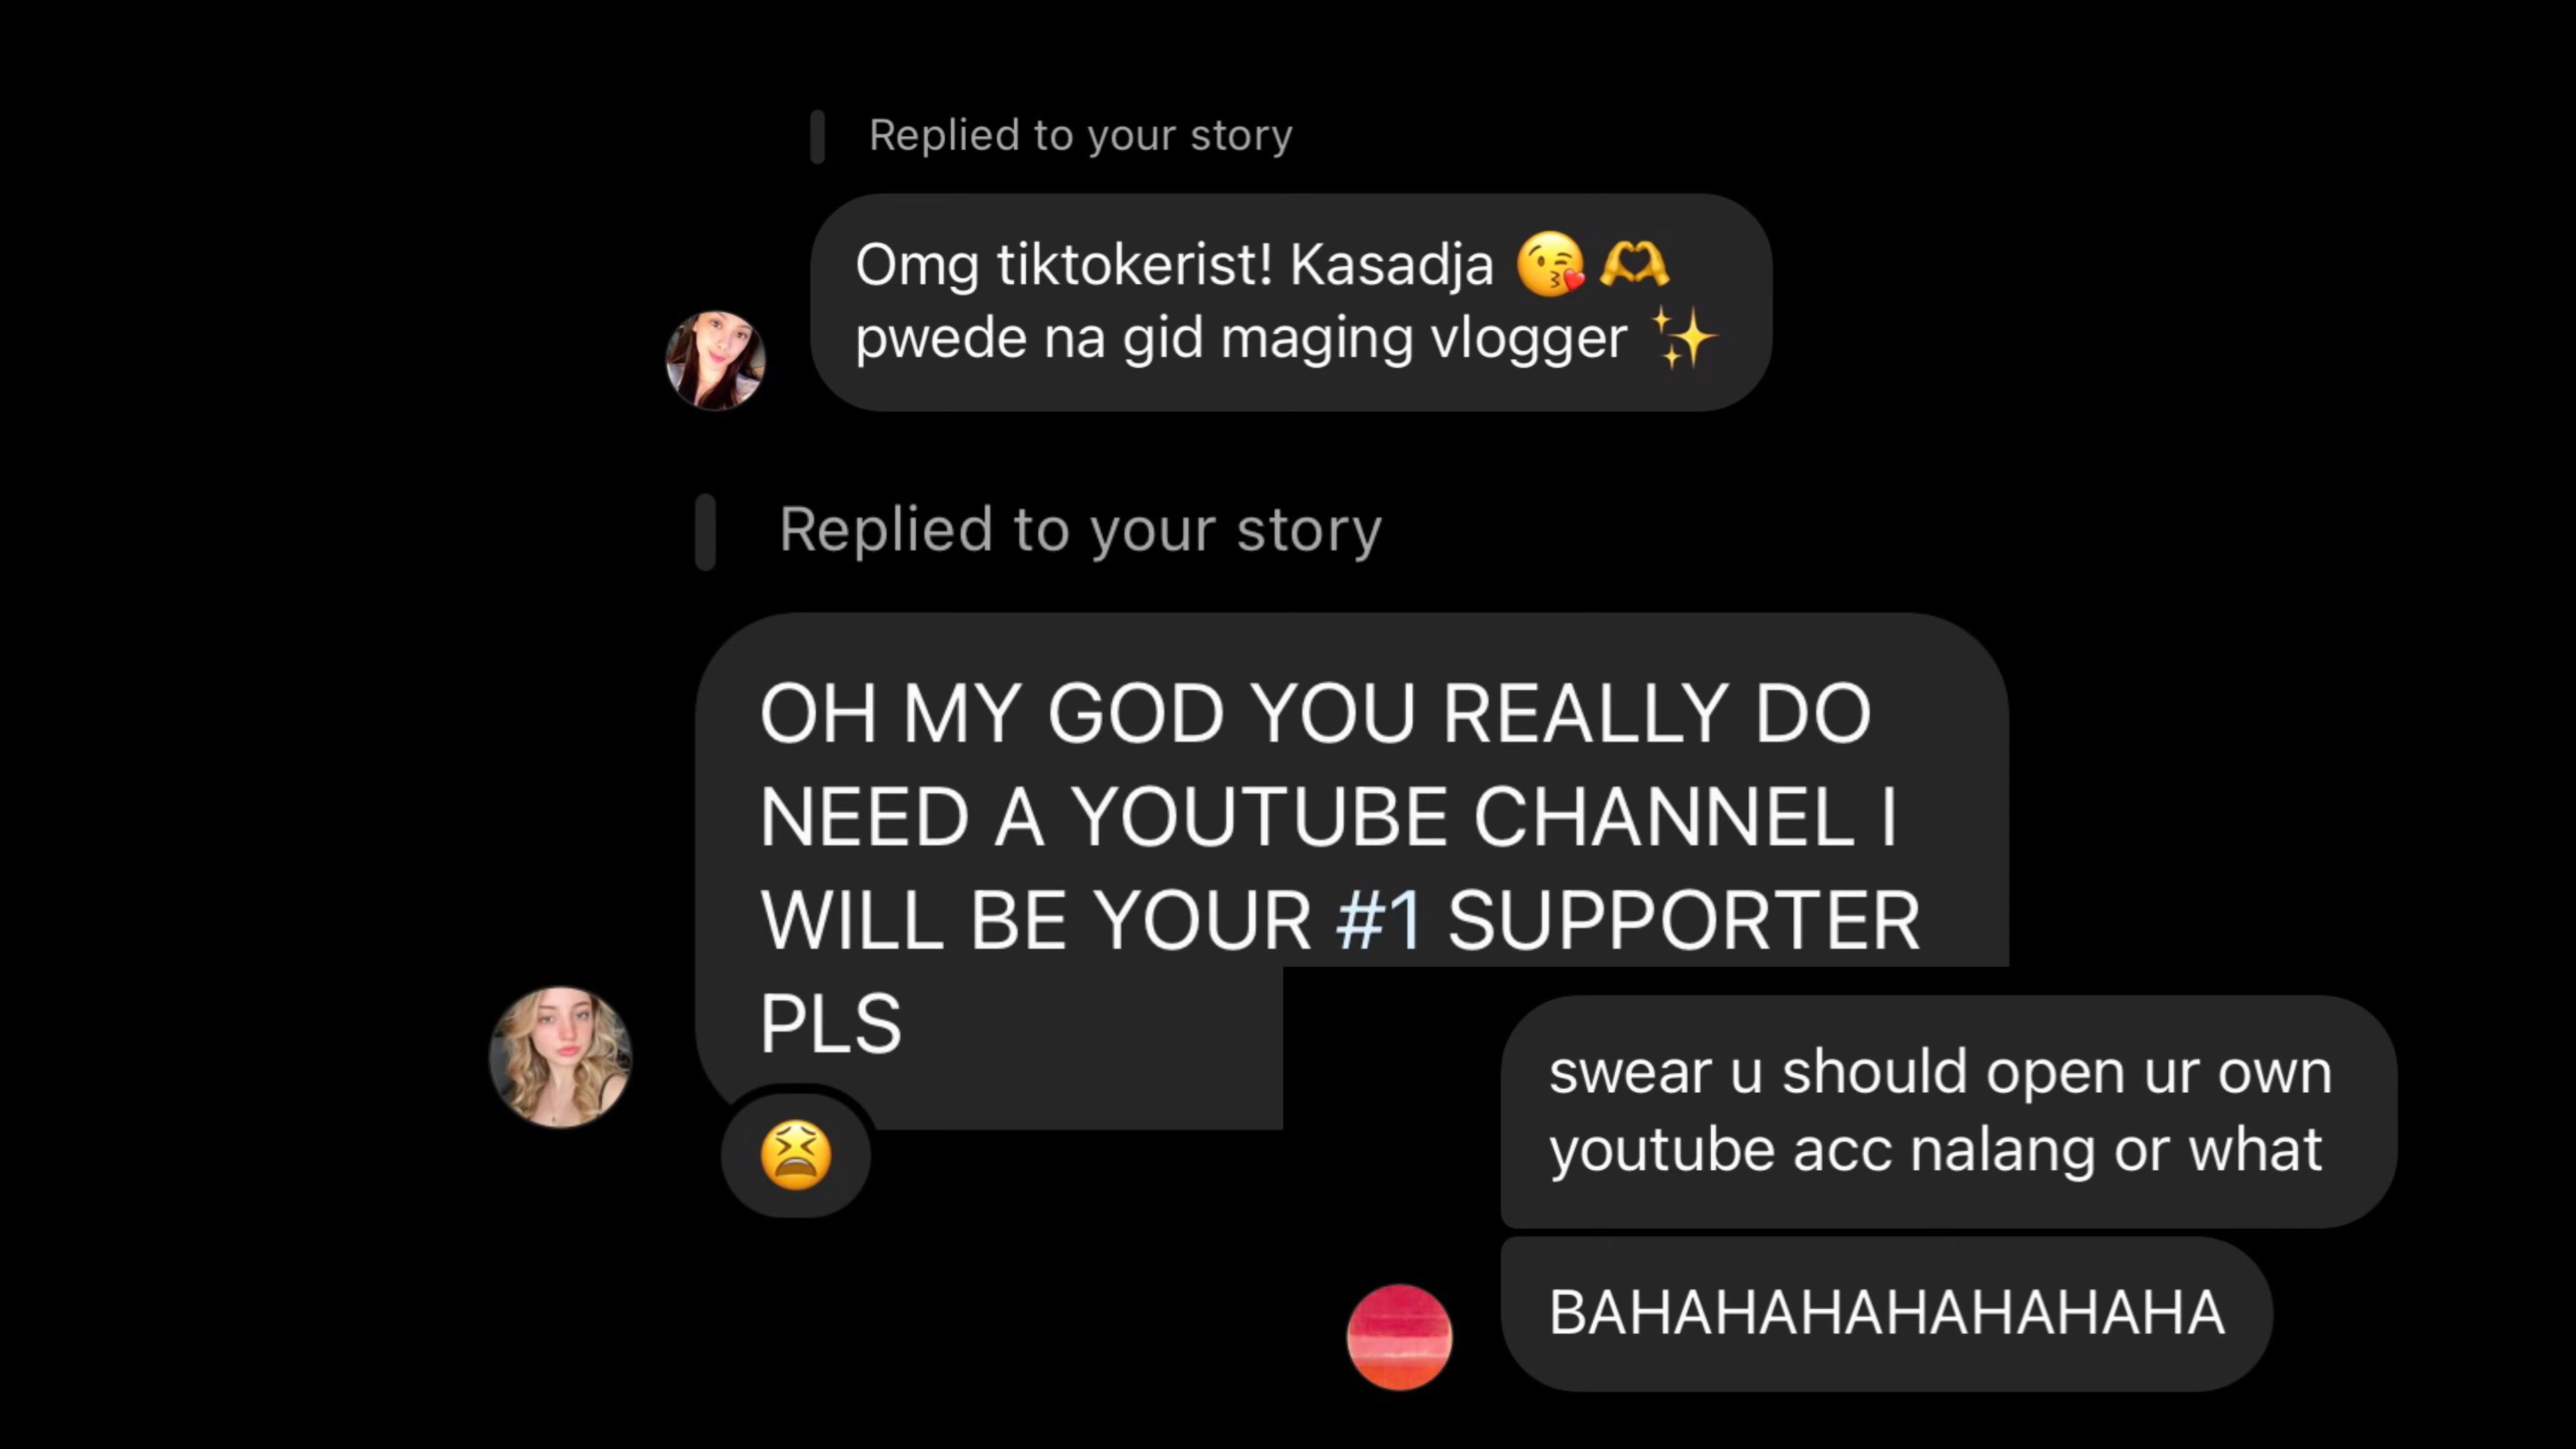 Replied to your story
Omg tiktokerist! Kasadja 😘🫶
pwede na gid maging vlogger ✨
Replied to your story
OH MY GOD YOU REALLY DO
NEED A YOUTUBE CHANNEL I
WILL BE YOUR #1 SUPPORTER
PLS
😫
swear u should open ur own
youtube acc nalang or what
BAHAHAHAHAHAHAHA